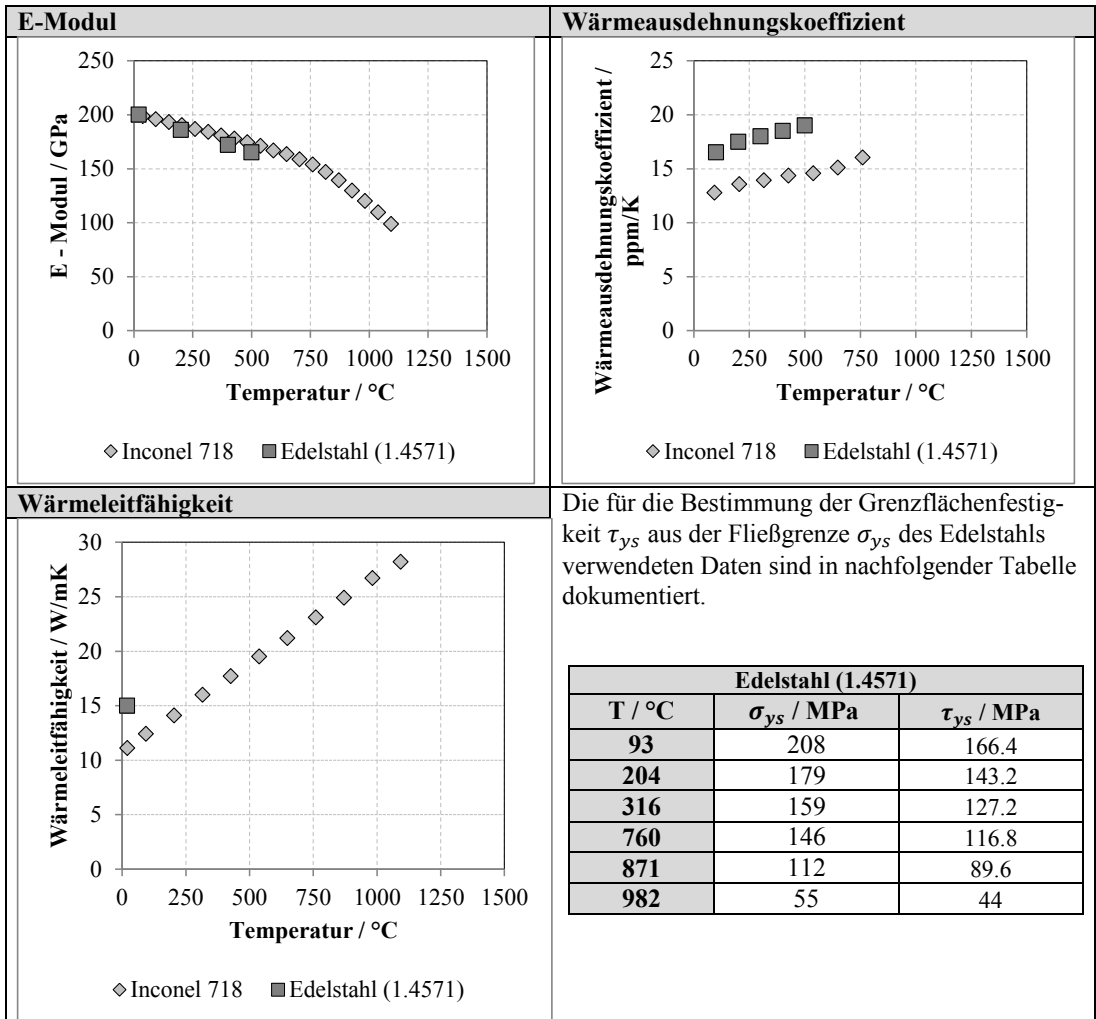 E-Modul
250
200
150
100
50
0
E - Modul / GPa
0 250 500 750 1000 1250 1500
Temperatur / °C
Inconel 718 Edelstahl (1.4571)
Wärmeausdehnungskoeffizient
25
20
15
10
5
0
Wärmeausdehnungskoeffizient /
ppm/K
0 250 500 750 1000 1250 1500
Temperatur / °C
Inconel 718 Edelstahl (1.4571)
Wärmeleitfähigkeit
30
25
20
15
10
5
0
Wärmeleitfähigkeit / W/mK
0 250 500 750 1000 1250 1500
Temperatur / °C
Inconel 718 Edelstahl (1.4571)
Die für die Bestimmung der Grenzflächenfestig-
keit τys aus der Fließgrenze σys des Edelstahls
verwendeten Daten sind in nachfolgender Tabelle
dokumentiert.
Edelstahl (1.4571)
T / °C σys / MPa τys / MPa
93 208 166.4
204 179 143.2
316 159 127.2
760 146 116.8
871 112 89.6
982 55 44